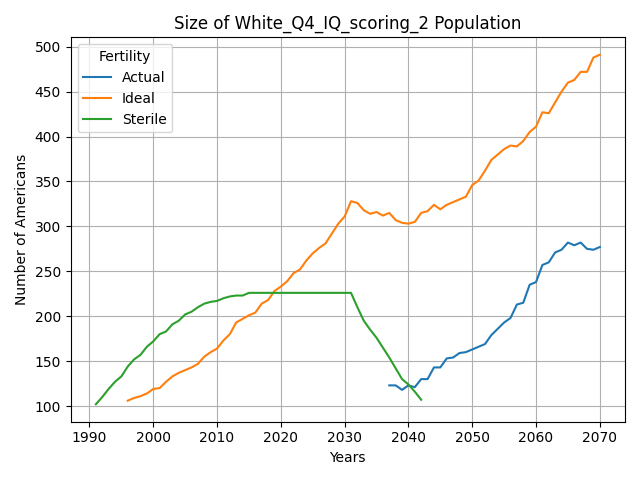 Size of White_Q4_IQ_scoring_2 Population
Fertility
Actual
Ideal
Sterile
Number of Americans
500
450
400
350
300
250
200
150
100
1990 2000 2010 2020 2030 2040 2050 2060 2070
Years